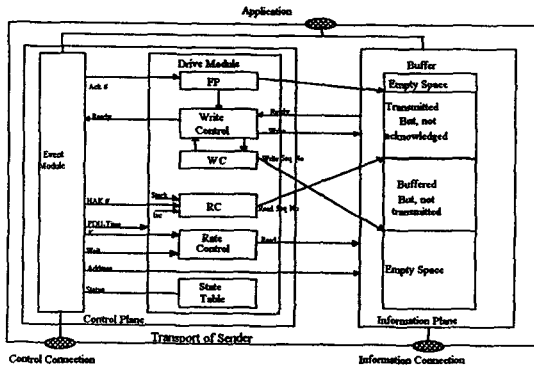 Application
Drive Module
Buffer
FP
Empty Space
Ack #
Transmitted
But, not
acknowledged
Ready
Write
Control
Ready
Write
Event
Module
WC
Write Seq No
Buffered
But, not
transmitted
NAK #
Stack
Inc
RC
Read Seq No
PDU_Time
Rate
Control
Read
Wait
Address
Empty Space
Status
State
Table
Control Plane
Information Plane
Transport of Sender
Control Connection
Information Connection